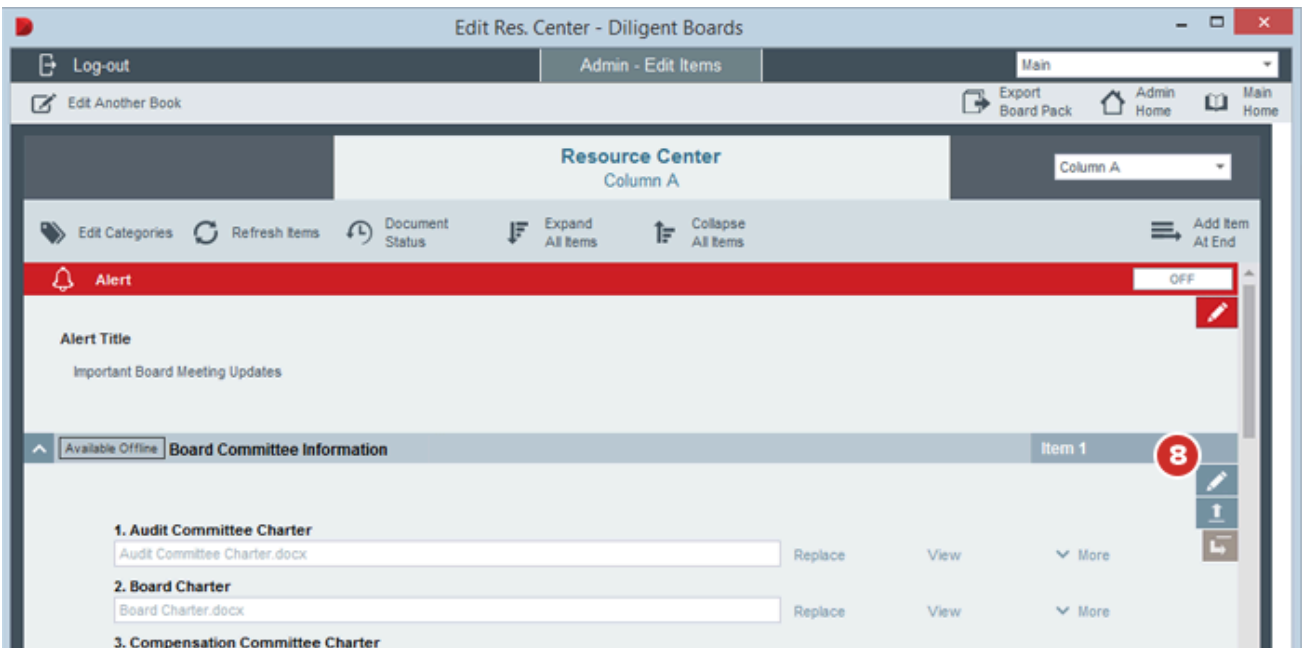 Edit Res. Center - Diligent Boards
Log-out
Admin - Edit Items
Main
Edit Another Book
Export
Board Pack
Admin
Home
Main
Home
Resource Center
Column A
Column A
Edit Categories
Refresh Items
Document
Status
Expand
All Items
Collapse
All Items
Add Item
At End
Alert
OFF
Alert Title
Important Board Meeting Updates
Available Offline
Board Committee Information
Item 1
8
1. Audit Committee Charter
Audit Committee Charter.docx
Replace
View
More
2. Board Charter
Board Charter.docx
Replace
View
More
3. Compensation Committee Charter